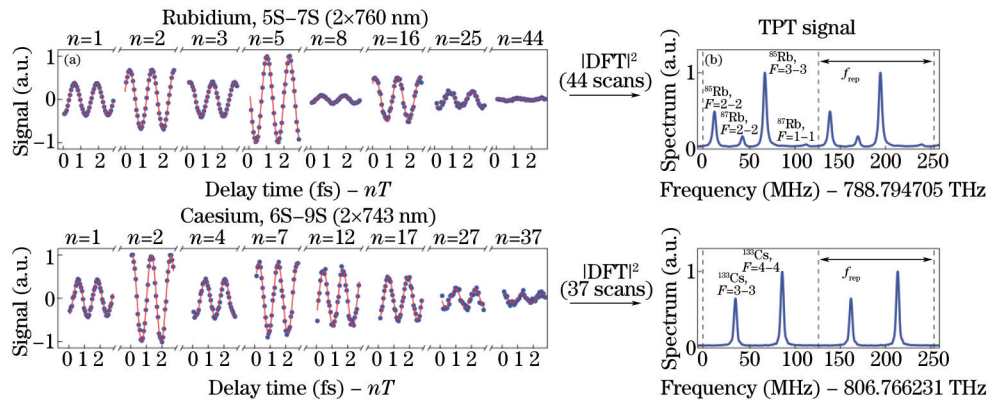 Rubidium, 5S–7S (2×760 nm)
n=1 n=2 n=3 n=5 n=8 n=16 n=25 n=44
(a)
Signal (a.u.)
1
0
−1
0 1 2 0 1 2 0 1 2 0 1 2 0 1 2 0 1 2 0 1 2 0 1 2
Delay time (fs) – nT
|DFT|²
(44 scans)
TPT signal
(b)
Spectrum (a.u.)
1
0
⁸⁵Rb,
F=2–2
⁸⁷Rb,
F=2–2
⁸⁵Rb,
F=3–3
⁸⁷Rb,
F=1–1
f_rep
0 50 100 150 200 250
Frequency (MHz) – 788.794705 THz
Caesium, 6S–9S (2×743 nm)
n=1 n=2 n=4 n=7 n=12 n=17 n=27 n=37
Signal (a.u.)
1
0
−1
0 1 2 0 1 2 0 1 2 0 1 2 0 1 2 0 1 2 0 1 2 0 1 2
Delay time (fs) – nT
|DFT|²
(37 scans)
Spectrum (a.u.)
1
0
¹³³Cs,
F=3–3
¹³³Cs,
F=4–4
f_rep
0 50 100 150 200 250
Frequency (MHz) – 806.766231 THz